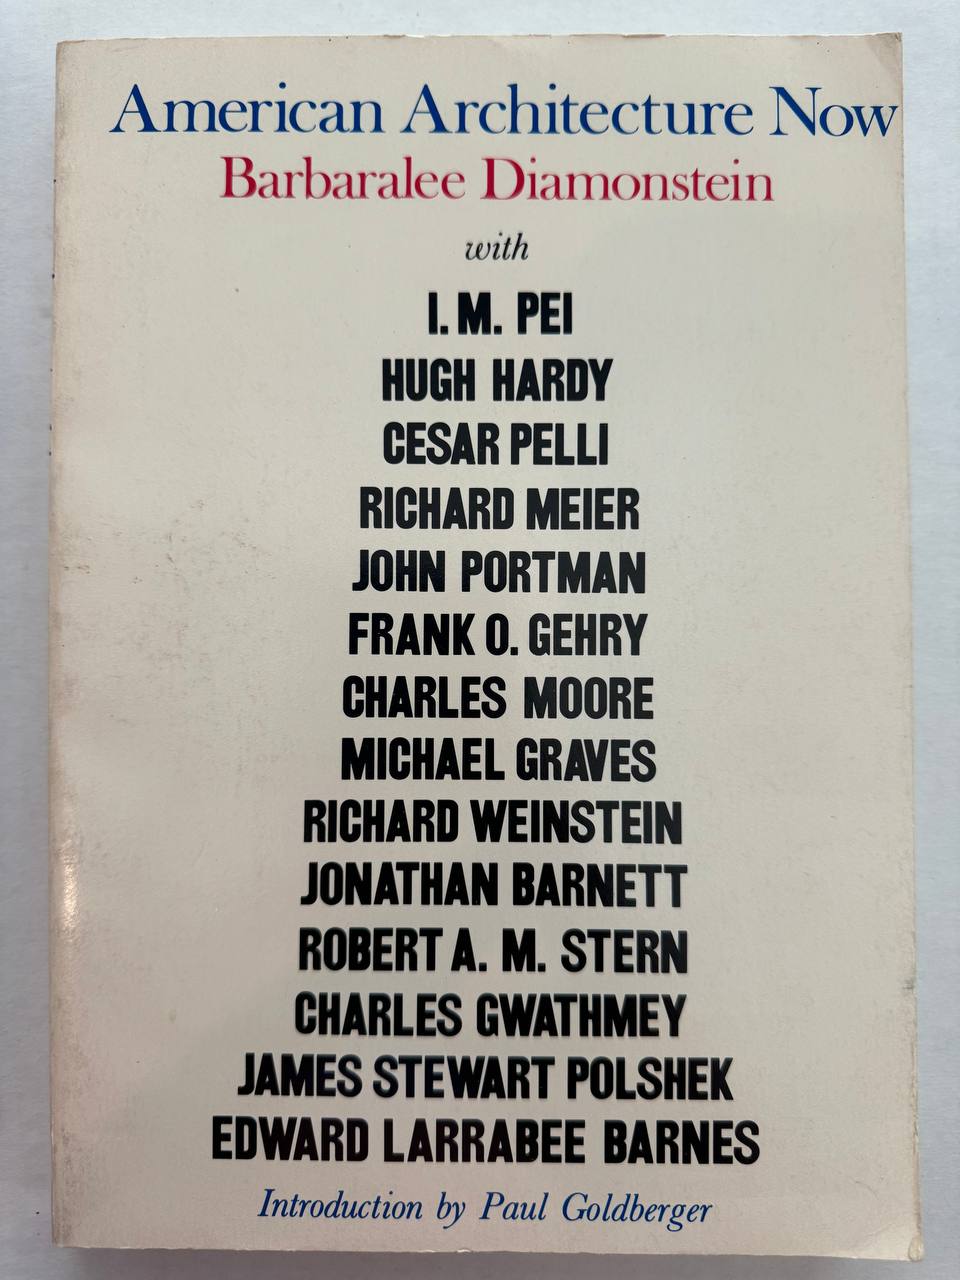 American Architecture Now
Barbaralee Diamonstein
with
I. M. PEI
HUGH HARDY
CESAR PELLI
RICHARD MEIER
JOHN PORTMAN
FRANK O. GEHRY
CHARLES MOORE
MICHAEL GRAVES
RICHARD WEINSTEIN
JONATHAN BARNETT
ROBERT A. M. STERN
CHARLES GWATHMEY
JAMES STEWART POLSHEK
EDWARD LARRABEE BARNES
Introduction by Paul Goldberger